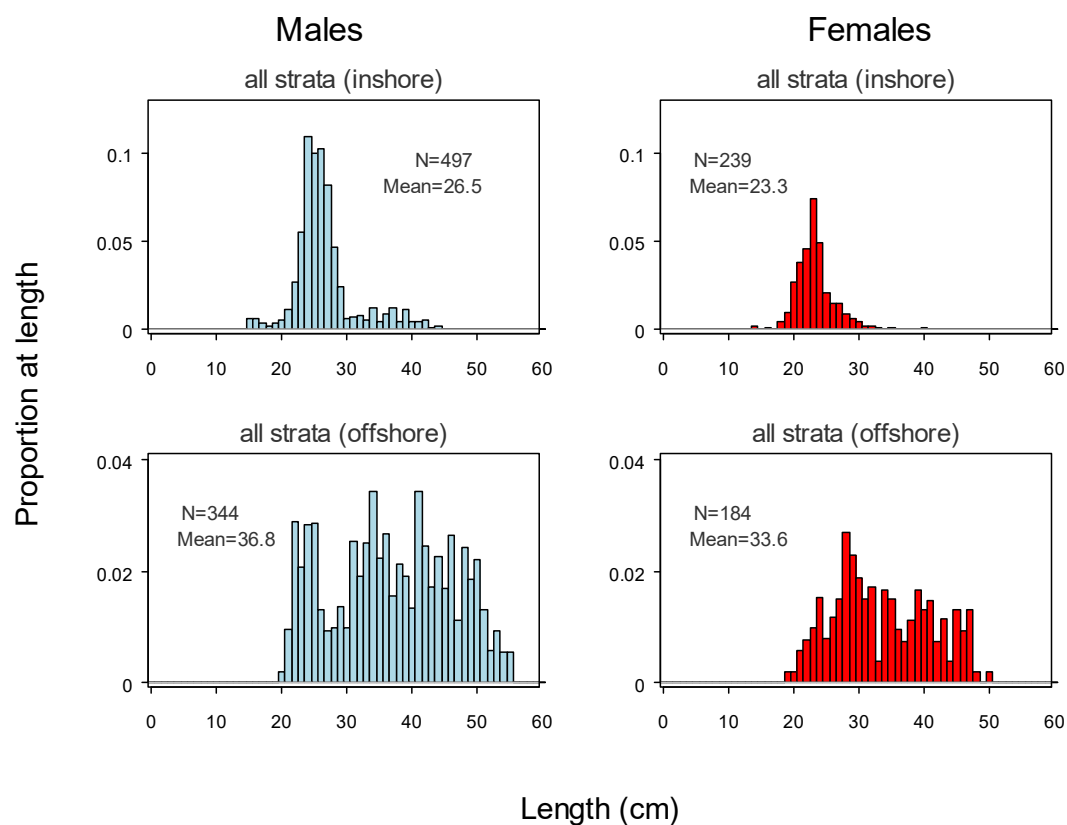 Males
Females
all strata (inshore)
all strata (inshore)
0.1
0.05
0
N=497
Mean=26.5
0.1
0.05
0
N=239
Mean=23.3
0 10 20 30 40 50 60
0 10 20 30 40 50 60
Proportion at length
all strata (offshore)
all strata (offshore)
0.04
0.02
0
N=344
Mean=36.8
0.04
0.02
0
N=184
Mean=33.6
0 10 20 30 40 50 60
0 10 20 30 40 50 60
Length (cm)